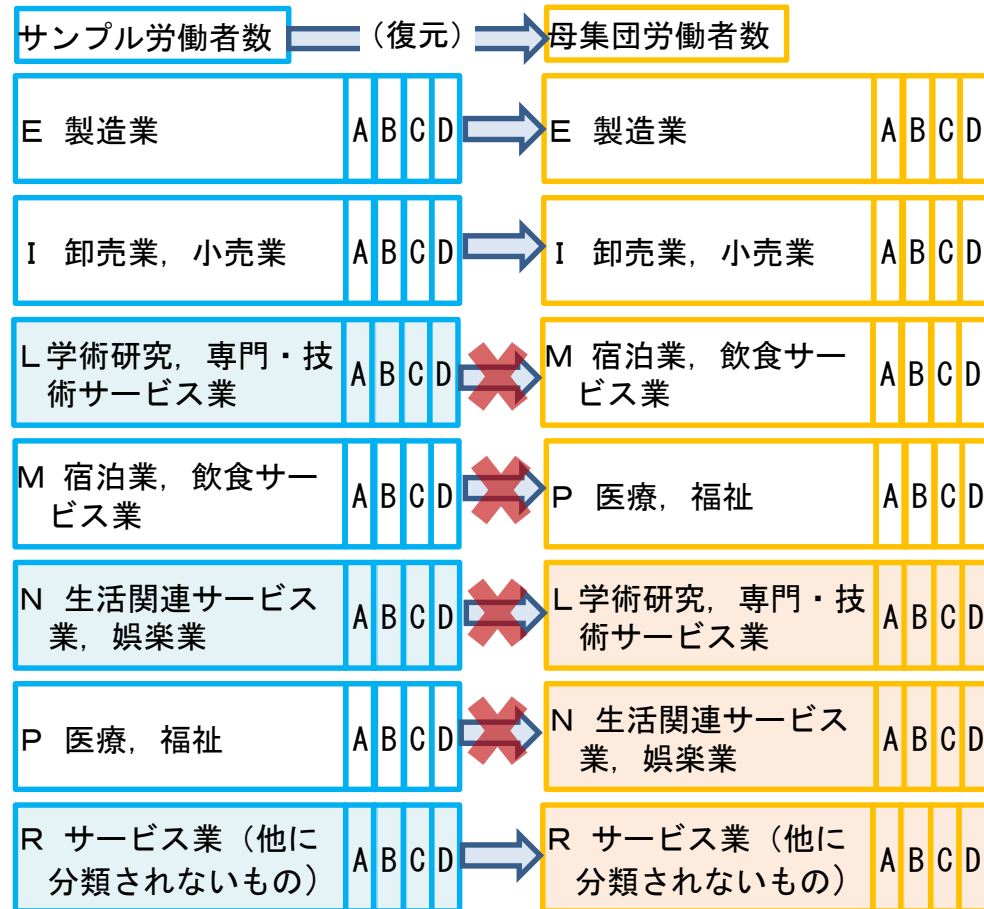 サンプル労働者数 （復元） 母集団労働者数
Ｅ 製造業 A B C D Ｅ 製造業 A B C D
Ｉ 卸売業，小売業 A B C D Ｉ 卸売業，小売業 A B C D
Ｌ学術研究，専門・技
術サービス業 A B C D
Ｍ 宿泊業，飲食サー
ビス業 A B C D
Ｍ 宿泊業，飲食サー
ビス業 A B C D
Ｐ 医療，福祉 A B C D
Ｎ 生活関連サービス
業，娯楽業 A B C D
Ｌ学術研究，専門・技
術サービス業 A B C D
Ｐ 医療，福祉 A B C D
Ｎ 生活関連サービス
業，娯楽業 A B C D
Ｒ サービス業（他に
分類されないもの） A B C D
Ｒ サービス業（他に
分類されないもの） A B C D